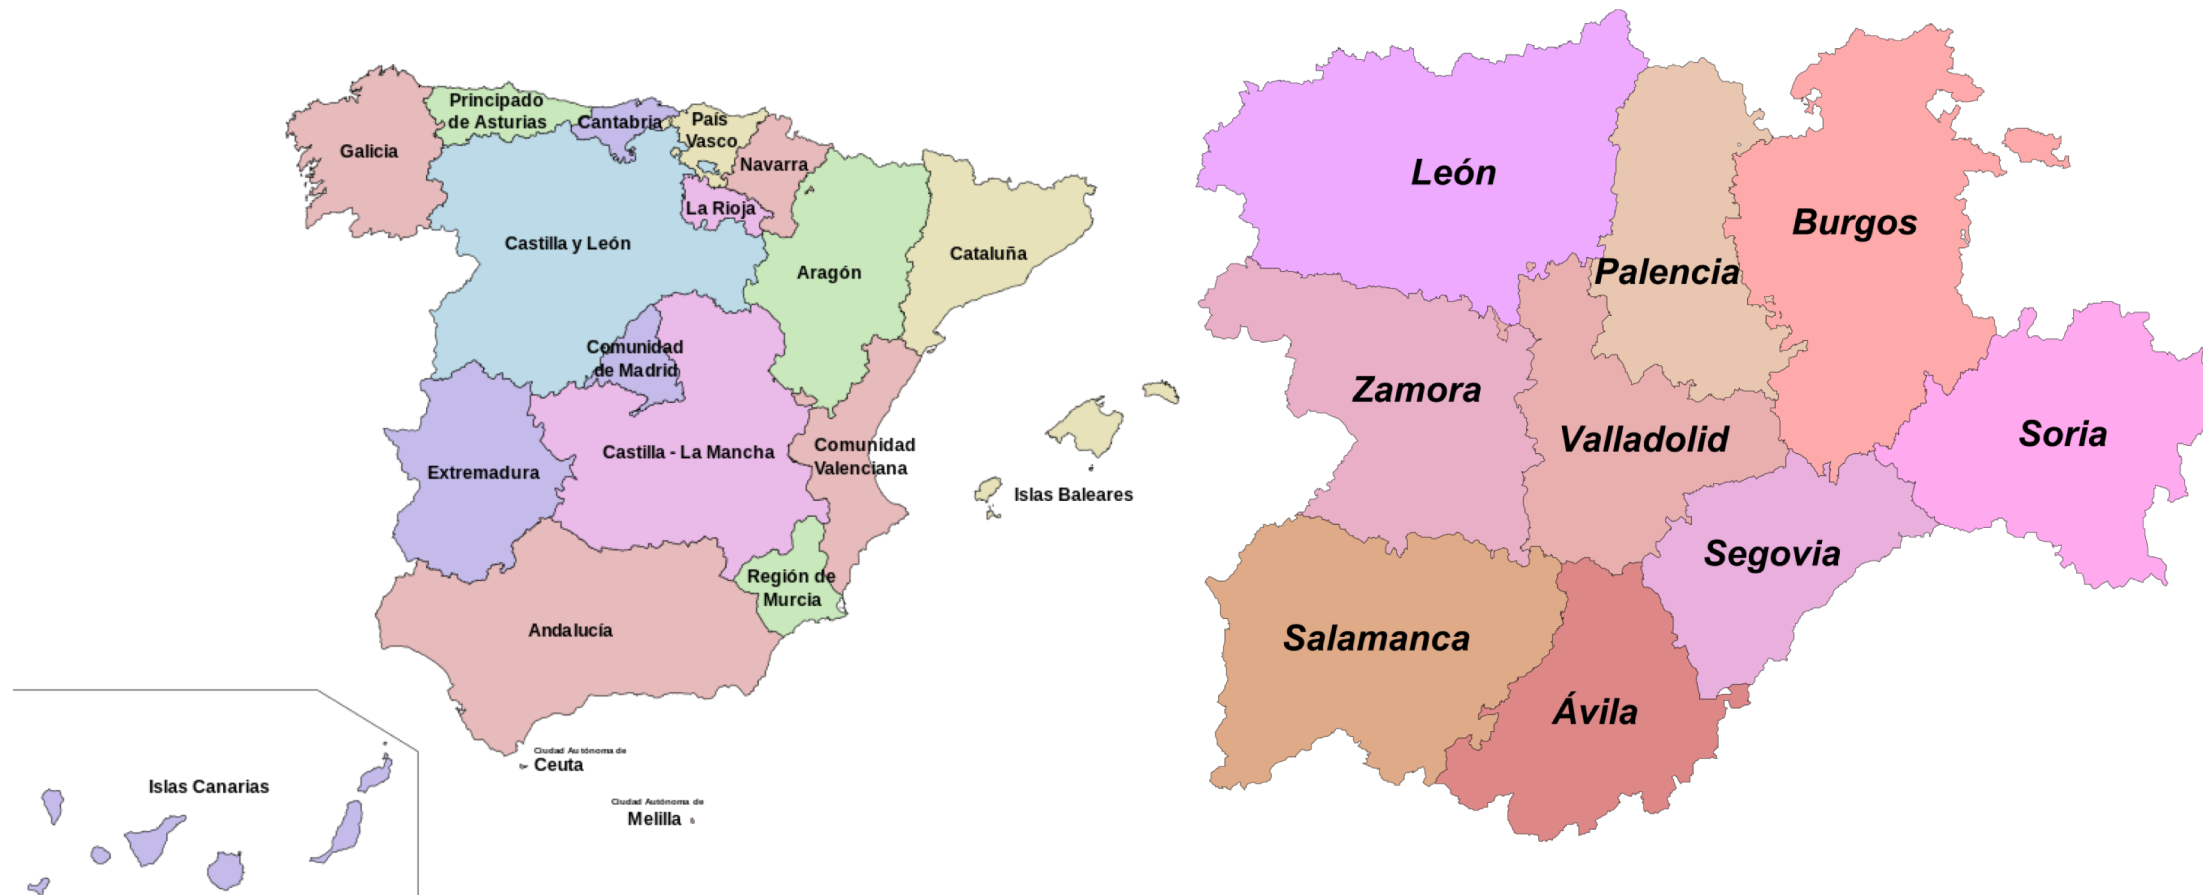 Principado
de Asturias
Cantabria
País
Vasco
Galicia
Navarra
La Rioja
Castilla y León
Aragón
Cataluña
Comunidad
de Madrid
Castilla - La Mancha
Comunidad
Valenciana
Extremadura
Islas Baleares
Región de
Murcia
Andalucía
Ciudad Autónoma de
Ceuta
Islas Canarias
Ciudad Autónoma de
Melilla
León
Burgos
Palencia
Zamora
Valladolid
Soria
Segovia
Salamanca
Ávila